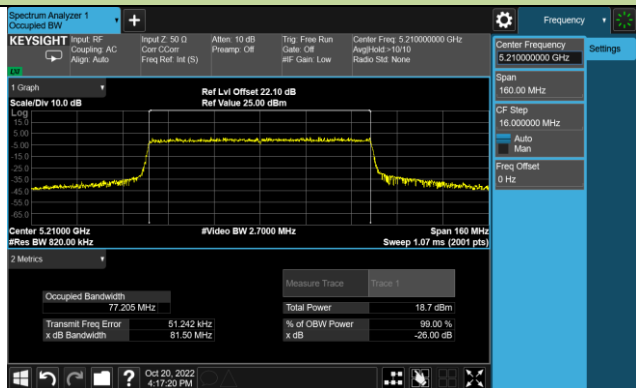 Spectrum Analyzer 1
Occupied BW
Frequency
KEYSIGHT
Input: RF
Coupling: AC
Align: Auto
Input Z: 50 Ω
Corr CCorr
Freq Ref: Int (S)
Atten: 10 dB
Preamp: Off
Trig: Free Run
Gate: Off
#IF Gain: Low
Center Freq: 5.210000000 GHz
Avg|Hold:>10/10
Radio Std: None
Center Frequency
5.210000000 GHz
Settings
Span
160.00 MHz
CF Step
16.000000 MHz
Auto
Man
Freq Offset
0 Hz
1 Graph
Scale/Div 10.0 dB
Ref Lvl Offset 22.10 dB
Ref Value 25.00 dBm
Log
15.0
5.00
-5.00
-15.0
-25.0
-35.0
-45.0
-55.0
-65.0
Center 5.21000 GHz
#Video BW 2.7000 MHz
Span 160 MHz
#Res BW 820.00 kHz
Sweep 1.07 ms (2001 pts)
2 Metrics
Measure Trace
Trace 1
Occupied Bandwidth
77.205 MHz
Total Power
18.7 dBm
Transmit Freq Error
51.242 kHz
% of OBW Power
99.00 %
x dB Bandwidth
81.50 MHz
x dB
-26.00 dB
Oct 20, 2022
4:17:20 PM